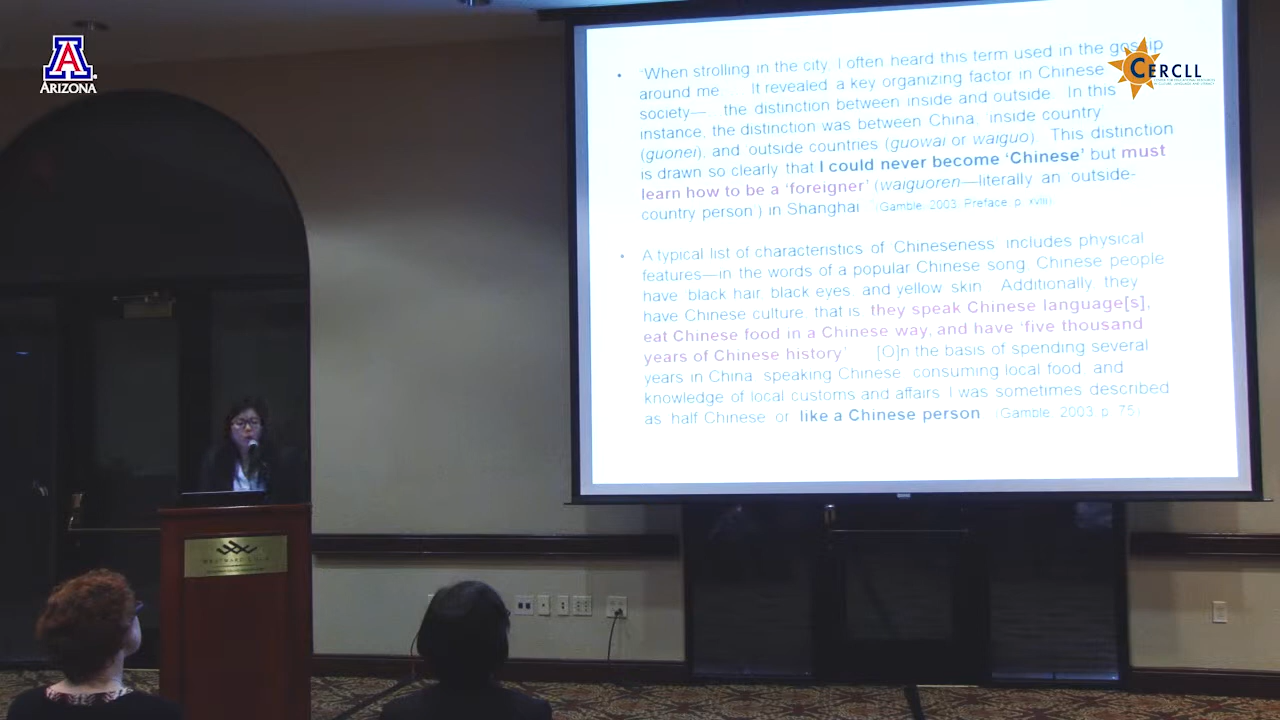 ARIZONA
CERCLL
• 'When strolling in the city, I often heard this term used in the gossip
around me It revealed a key organizing factor in Chinese
society— the distinction between inside and outside. In this
instance, the distinction was between China, inside country
(guonei), and outside countries (guowai or waiguo). This distinction
is drawn so clearly that I could never become 'Chinese' but must
learn how to be a 'foreigner' (waiguoren—literally an outside-
country person') in Shanghai (Gamble, 2003, Preface, p. xviii)
• A typical list of characteristics of 'Chineseness' includes physical
features—in the words of a popular Chinese song, Chinese people
have 'black hair, black eyes, and yellow skin'. Additionally, they
have Chinese culture, that is they speak Chinese language[s],
eat Chinese food in a Chinese way, and have 'five thousand
years of Chinese history' [O]n the basis of spending several
years in China, speaking Chinese, consuming local food, and
knowledge of local customs and affairs, I was sometimes described
as 'half Chinese' or 'like a Chinese person' (Gamble, 2003, p. 75)